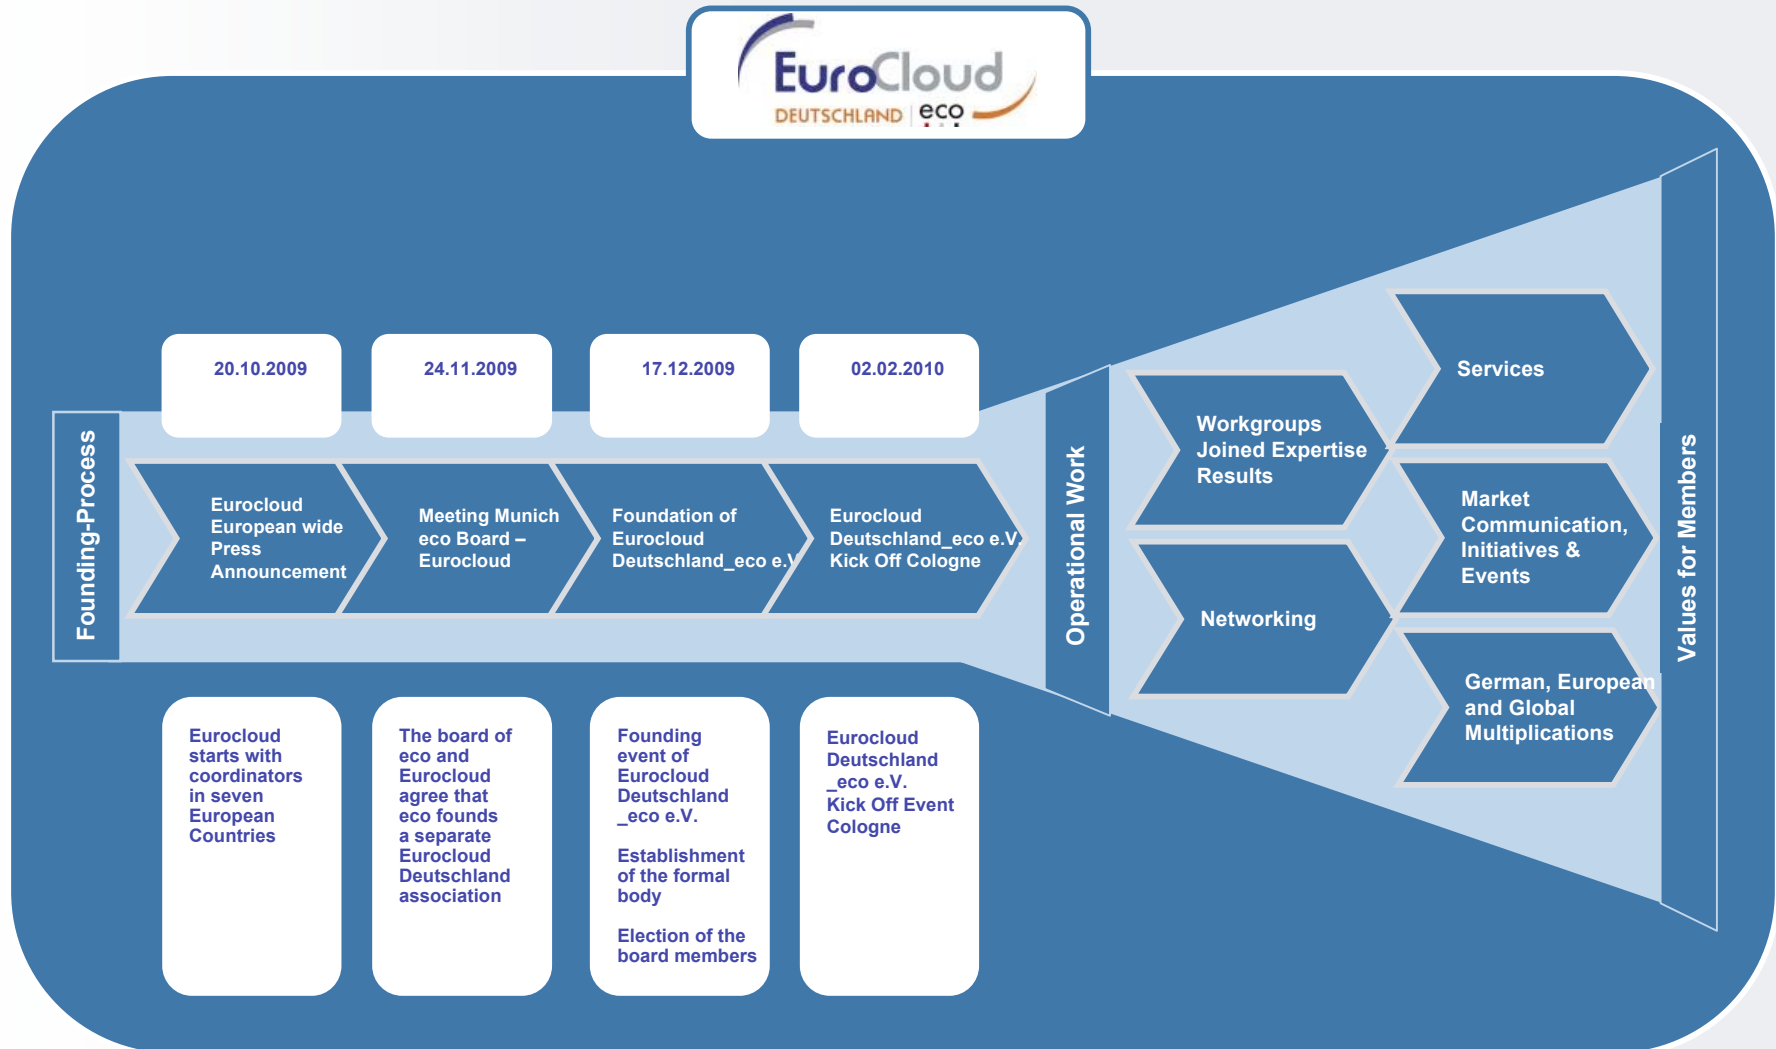 EuroCloud
DEUTSCHLAND eco
20.10.2009
24.11.2009
17.12.2009
02.02.2010
Founding-Process
Eurocloud
European wide
Press
Announcement
Meeting Munich
eco Board –
Eurocloud
Foundation of
Eurocloud
Deutschland_eco e.V
Eurocloud
Deutschland_eco e.V.
Kick Off Cologne
Operational Work
Workgroups
Joined Expertise
Results
Networking
Services
Market
Communication,
Initiatives &
Events
German, European
and Global
Multiplications
Values for Members
Eurocloud
starts with
coordinators
in seven
European
Countries
The board of
eco and
Eurocloud
agree that
eco founds
a separate
Eurocloud
Deutschland
association
Founding
event of
Eurocloud
Deutschland
_eco e.V.
Establishment
of the formal
body
Election of the
board members
Eurocloud
Deutschland
_eco e.V.
Kick Off Event
Cologne